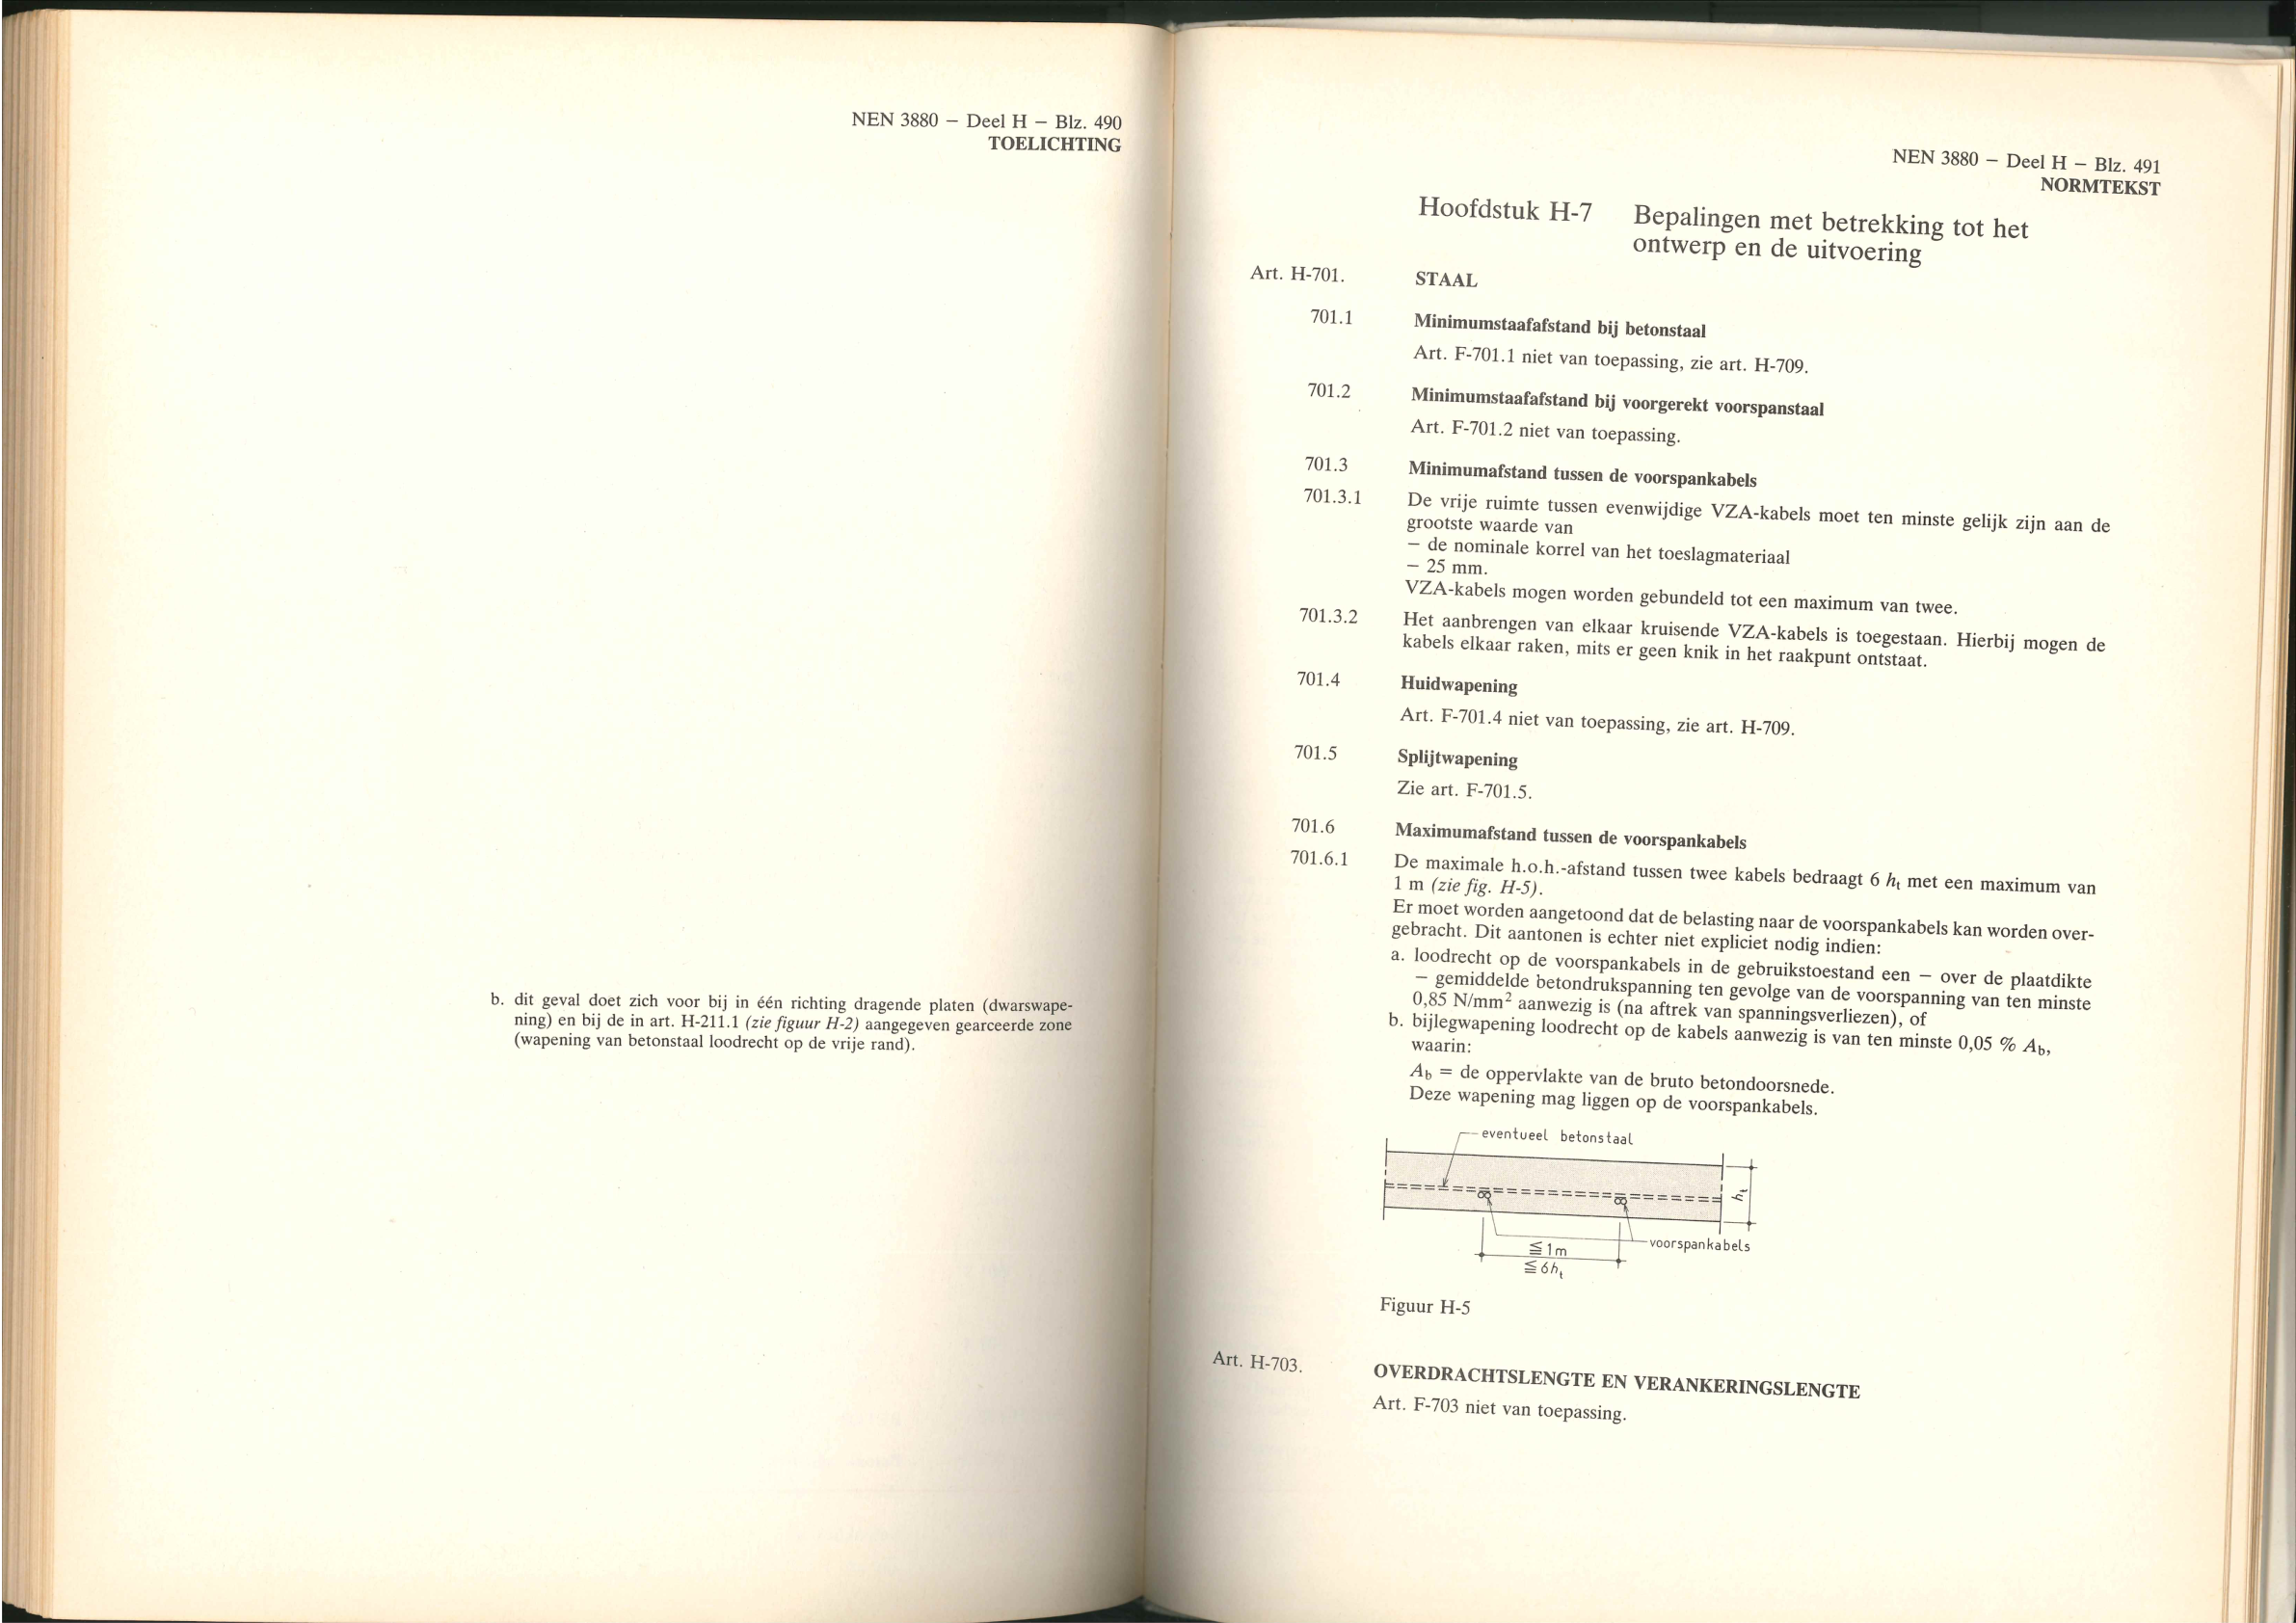 NEN 3880 – Deel H – Blz. 490
TOELICHTING
b. dit geval doet zich voor bij in één richting dragende platen (dwarswape-
ning) en bij de in art. H-211.1 (zie figuur H-2) aangegeven gearceerde zone
(wapening van betonstaal loodrecht op de vrije rand).
NEN 3880 – Deel H – Blz. 491
NORMTEKST
Hoofdstuk H-7 Bepalingen met betrekking tot het
ontwerp en de uitvoering
Art. H-701. STAAL
701.1 Minimumstaafafstand bij betonstaal
Art. F-701.1 niet van toepassing, zie art. H-709.
701.2 Minimumstaafafstand bij voorgerekt voorspanstaal
Art. F-701.2 niet van toepassing.
701.3 Minimumafstand tussen de voorspankabels
701.3.1 De vrije ruimte tussen evenwijdige VZA-kabels moet ten minste gelijk zijn aan de
grootste waarde van
– de nominale korrel van het toeslagmateriaal
– 25 mm.
VZA-kabels mogen worden gebundeld tot een maximum van twee.
701.3.2 Het aanbrengen van elkaar kruisende VZA-kabels is toegestaan. Hierbij mogen de
kabels elkaar raken, mits er geen knik in het raakpunt ontstaat.
701.4 Huidwapening
Art. F-701.4 niet van toepassing, zie art. H-709.
701.5 Splijtwapening
Zie art. F-701.5.
701.6 Maximumafstand tussen de voorspankabels
701.6.1 De maximale h.o.h.-afstand tussen twee kabels bedraagt 6 hₜ met een maximum van
1 m (zie fig. H-5).
Er moet worden aangetoond dat de belasting naar de voorspankabels kan worden over-
gebracht. Dit aantonen is echter niet expliciet nodig indien:
a. loodrecht op de voorspankabels in de gebruikstoestand een – over de plaatdikte
– gemiddelde betondrukspanning ten gevolge van de voorspanning van ten minste
0,85 N/mm² aanwezig is (na aftrek van spanningsverliezen), of
b. bijlegwapening loodrecht op de kabels aanwezig is van ten minste 0,05 % Ab,
waarin:
Ab = de oppervlakte van de bruto betondoorsnede.
Deze wapening mag liggen op de voorspankabels.
eventueel betonstaal
hₜ
voorspankabels
≦ 1m
≦ 6hₜ
Figuur H-5
Art. H-703. OVERDRACHTSLENGTE EN VERANKERINGSLENGTE
Art. F-703 niet van toepassing.